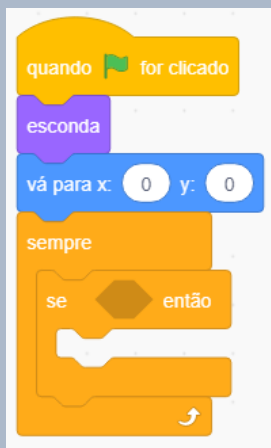 quando for clicado
esconda
vá para x: 0 y: 0
sempre
se então